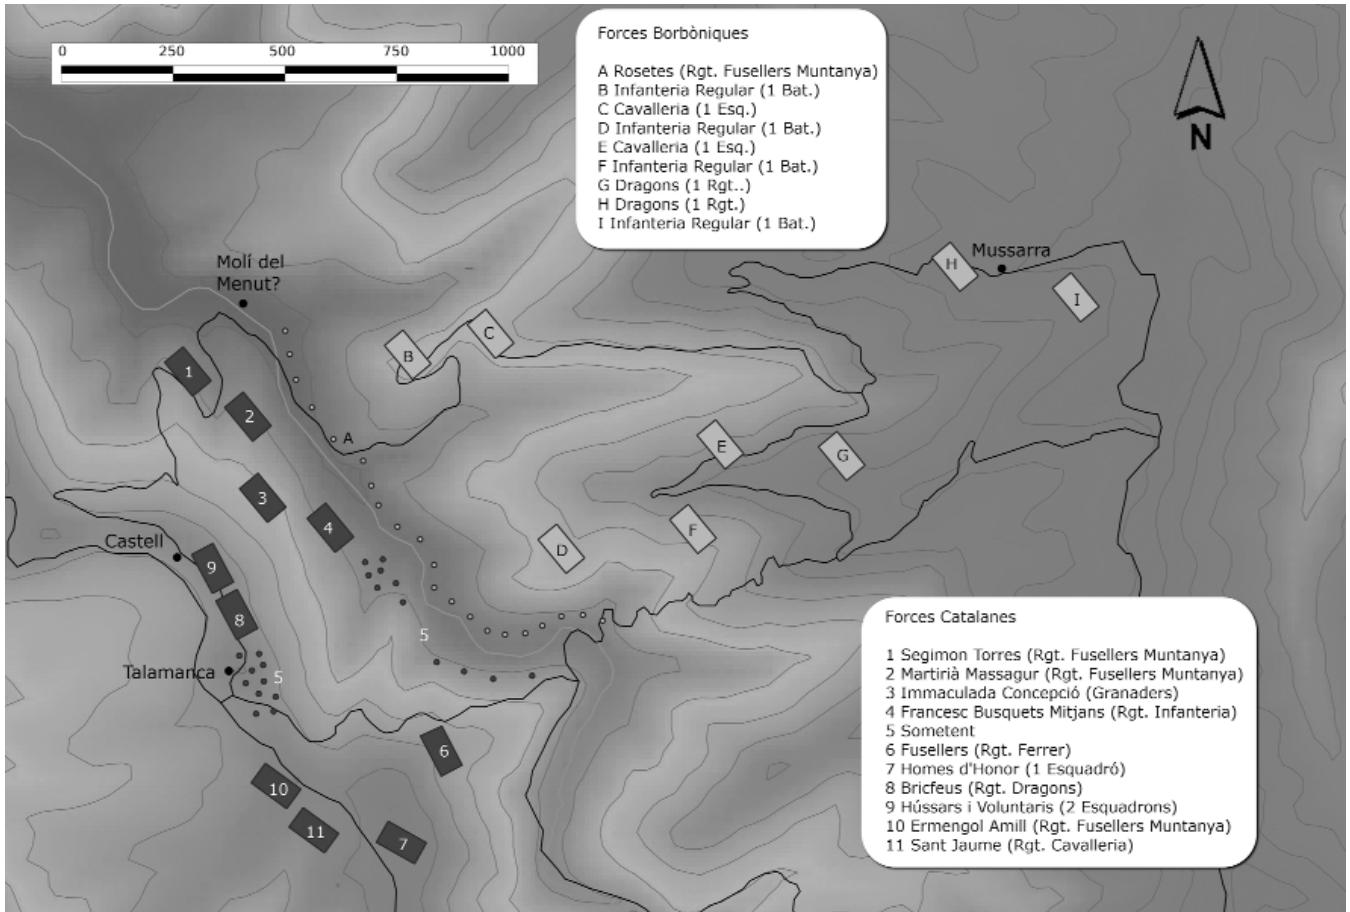 0 250 500 750 1000
Forces Borbòniques
A Rosetes (Rgt. Fusellers Muntanya)
B Infanteria Regular (1 Bat.)
C Cavalleria (1 Esq.)
D Infanteria Regular (1 Bat.)
E Cavalleria (1 Esq.)
F Infanteria Regular (1 Bat.)
G Dragons (1 Rgt..)
H Dragons (1 Rgt.)
I Infanteria Regular (1 Bat.)
N
Mussarra
H
I
Molí del
Menut?
C
B
1
2
A
E
G
3
4
F
D
Castell
9
8
5
Talamanca
5
6
10
11
7
Forces Catalanes
1 Segimon Torres (Rgt. Fusellers Muntanya)
2 Martirià Massagur (Rgt. Fusellers Muntanya)
3 Immaculada Concepció (Granaders)
4 Francesc Busquets Mitjans (Rgt. Infanteria)
5 Sometent
6 Fusellers (Rgt. Ferrer)
7 Homes d'Honor (1 Esquadró)
8 Bricfeus (Rgt. Dragons)
9 Hússars i Voluntaris (2 Esquadrons)
10 Ermengol Amill (Rgt. Fusellers Muntanya)
11 Sant Jaume (Rgt. Cavalleria)